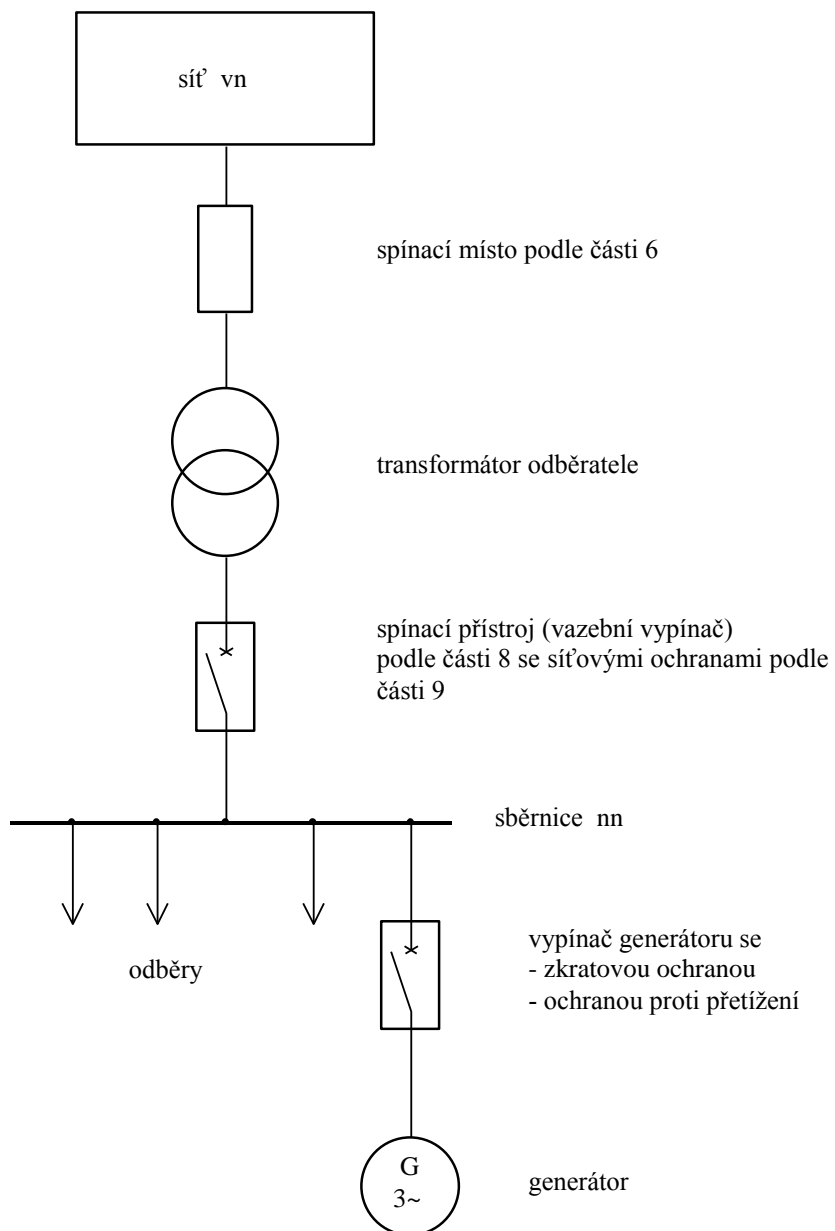 síť vn
spínací místo podle části 6
transformátor odběratele
spínací přístroj (vazební vypínač)
podle části 8 se síťovými ochranami podle
části 9
sběrnice nn
odběry
vypínač generátoru se
- zkratovou ochranou
- ochranou proti přetížení
G
3~
generátor